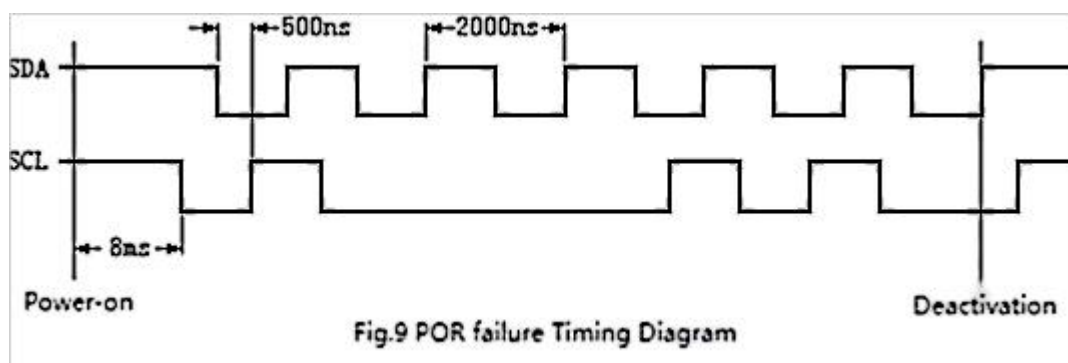 500ns
2000ns
SDA
SCL
8ms
Power-on
Deactivation
Fig.9 POR failure Timing Diagram